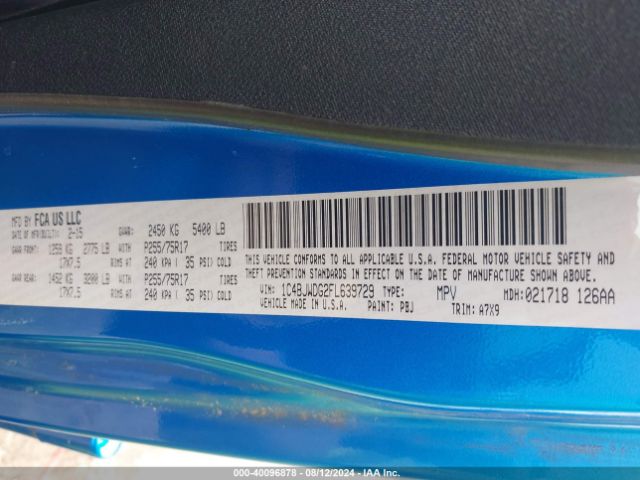 MFG BY FCA US LLC
DATE OF MFR(BUILT): 2-15 GVWR: 2450 KG 5400 LB
GAWR FRONT: 1259 KG 2775 LB WITH P255/75R17 TIRES
17X7.5 AT 240 KPA ( 35 PSI) COLD
GAWR REAR: 1452 KG 3200 LB WITH P255/75R17 TIRES
17X7.5 AT 240 KPA ( 35 PSI) COLD
THIS VEHICLE CONFORMS TO ALL APPLICABLE U.S.A. FEDERAL MOTOR VEHICLE SAFETY AND
THEFT PREVENTION STANDARDS IN EFFECT ON THE DATE OF MANUFACTURE SHOWN ABOVE.
VIN: 1C4BJWDG2FL639729 TYPE: MPV MDH:021718 126AA
VEHICLE MADE IN U.S.A. PAINT: PBJ TRIM: A7X9
000-40096878 - 08/12/2024 - IAA Inc.